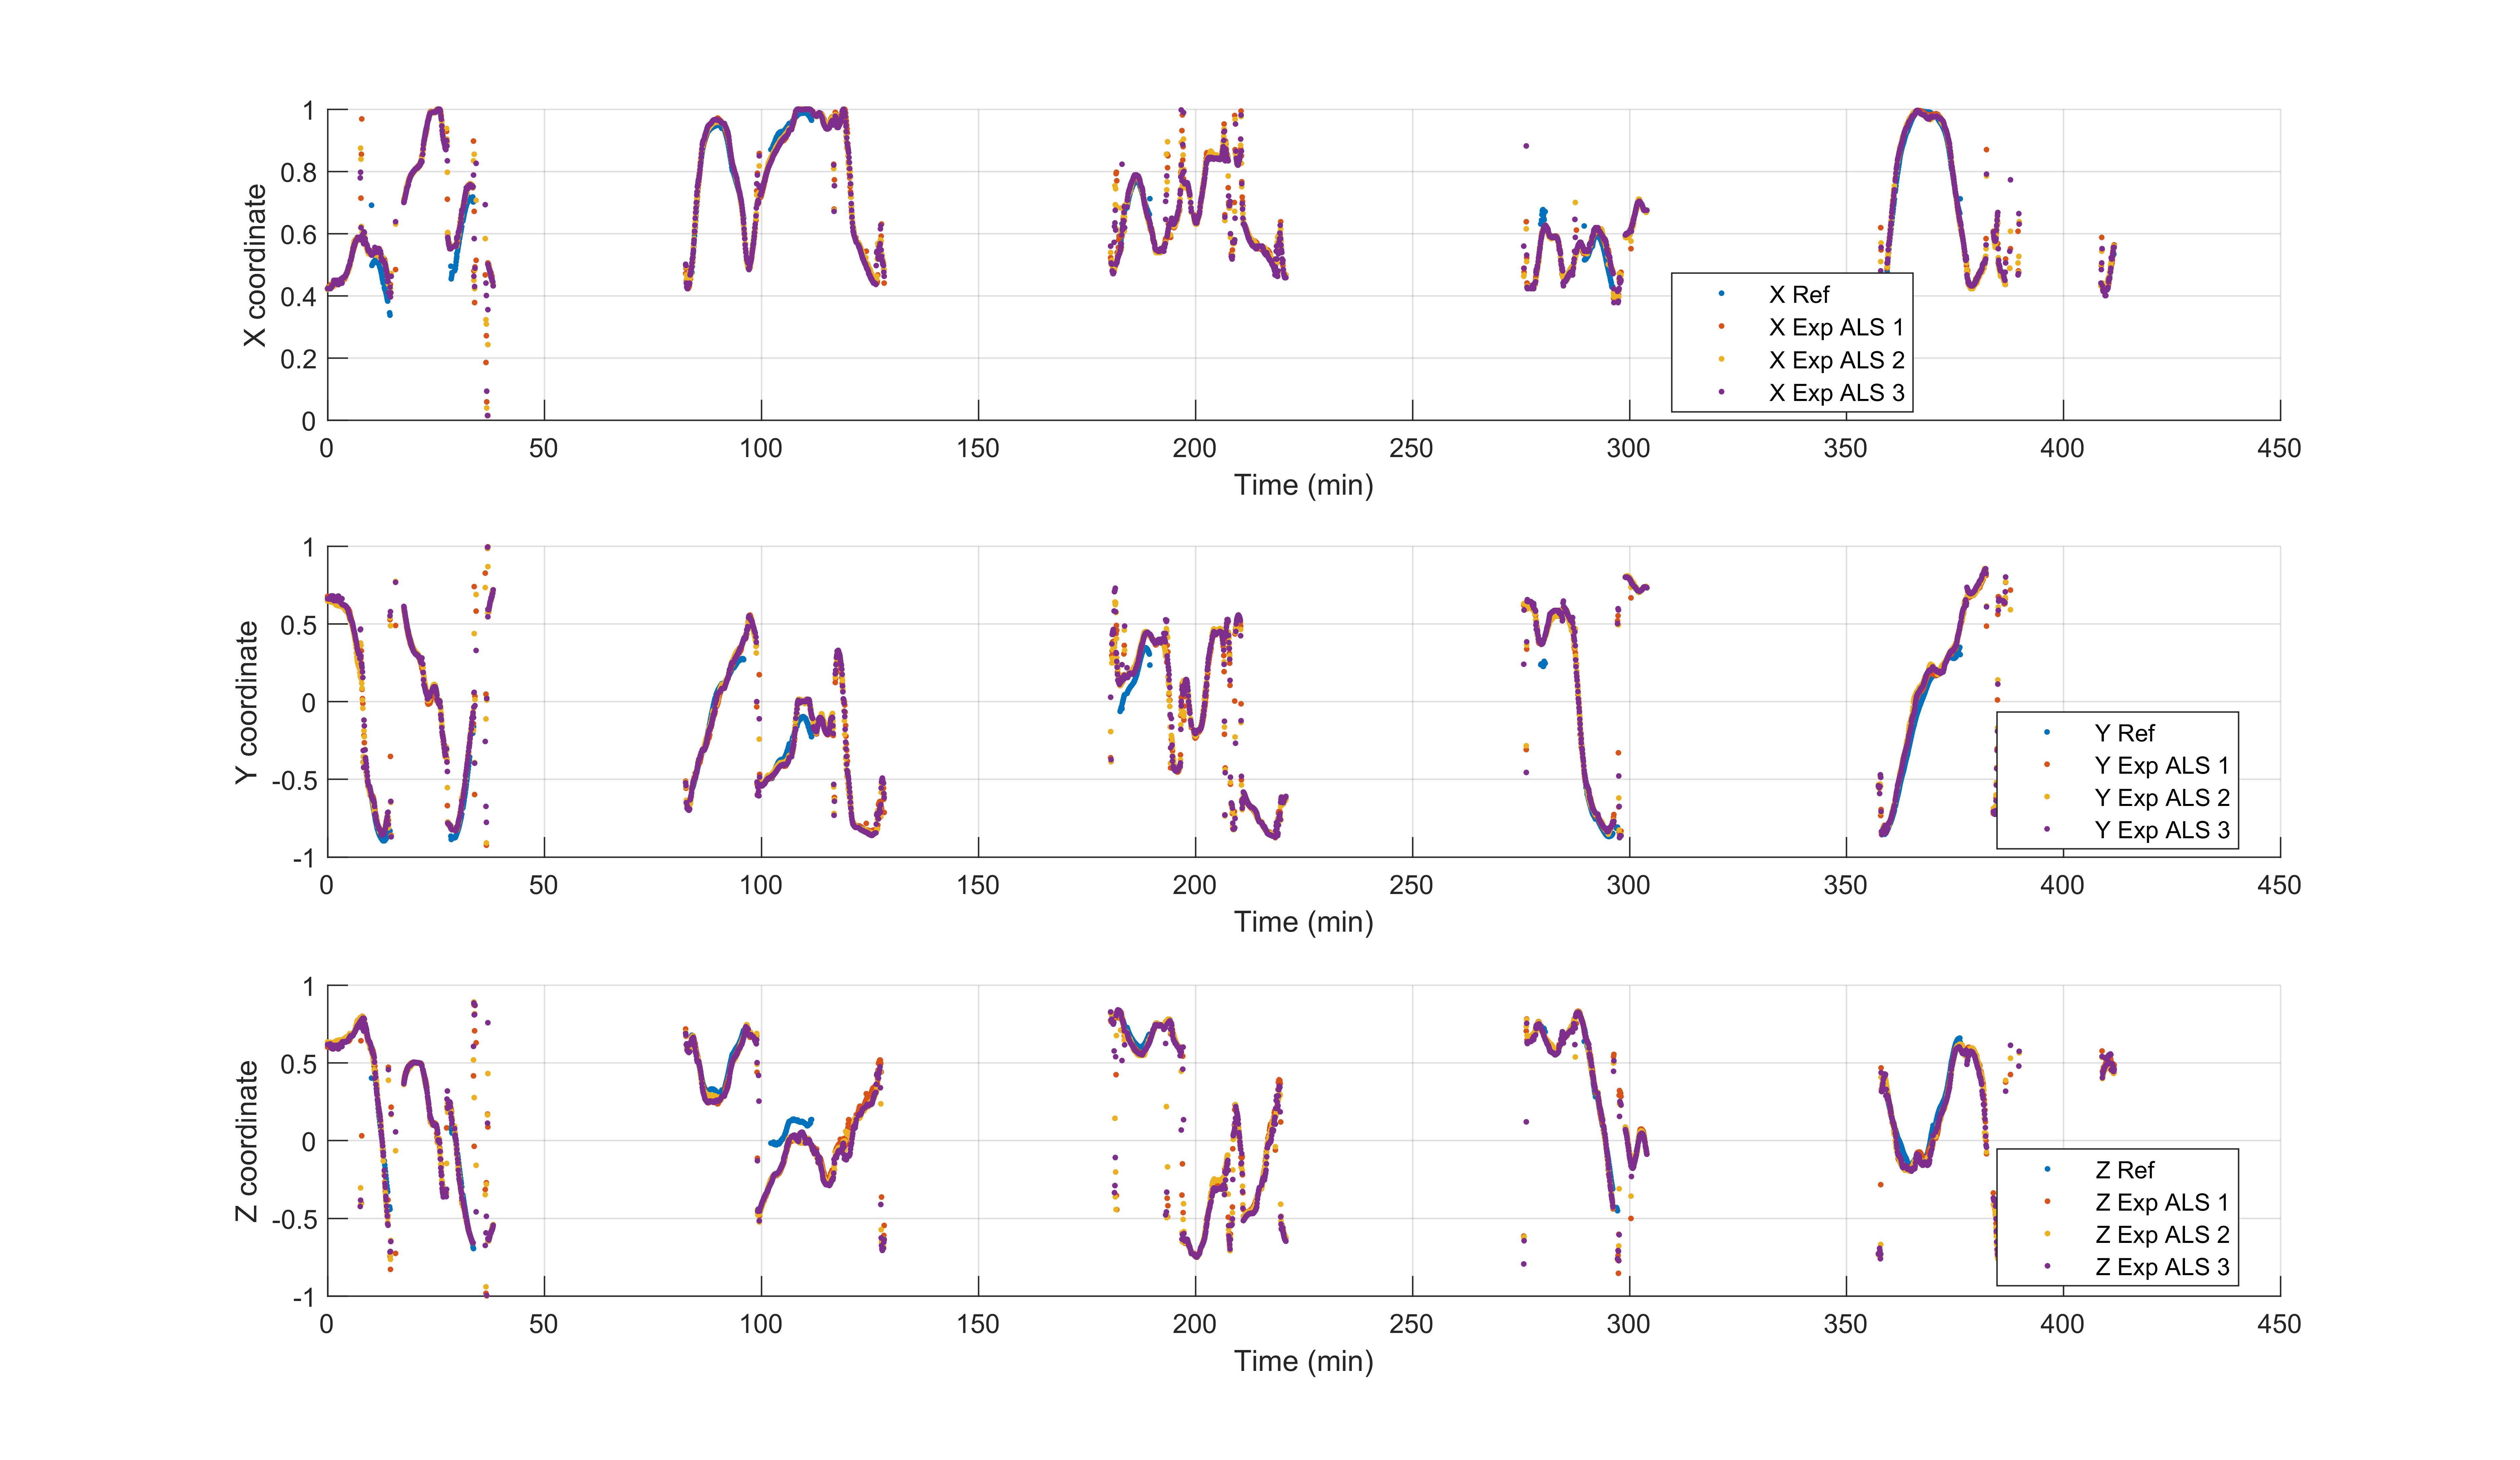 1
0.8
0.6
0.4
0.2
0
X coordinate
0 50 100 150 200 250 300 350 400 450
Time (min)
X Ref
X Exp ALS 1
X Exp ALS 2
X Exp ALS 3
1
0.5
0
-0.5
-1
Y coordinate
0 50 100 150 200 250 300 350 400 450
Time (min)
Y Ref
Y Exp ALS 1
Y Exp ALS 2
Y Exp ALS 3
1
0.5
0
-0.5
-1
Z coordinate
0 50 100 150 200 250 300 350 400 450
Time (min)
Z Ref
Z Exp ALS 1
Z Exp ALS 2
Z Exp ALS 3